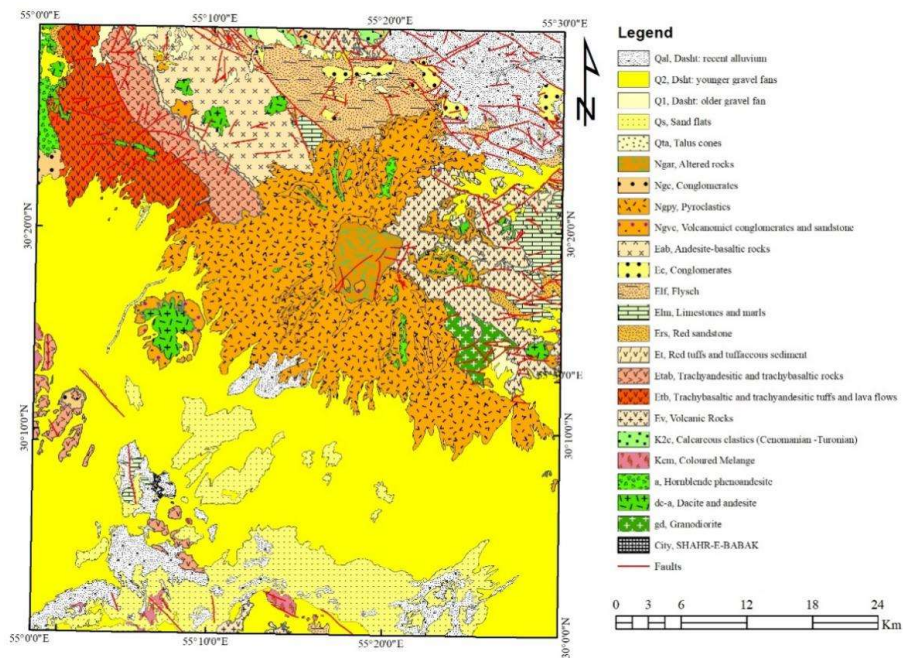 55°0'0"E
55°10'0"E
55°20'0"E
55°30'0"E
30°20'0"N
30°10'0"N
30°20'0"N
30°10'0"N
30°0'0"N
55°0'0"E
55°10'0"E
55°20'0"E
N
Legend
Qal, Dasht: recent alluvium
Q2, Dsht: younger gravel fans
Q1, Dasht: older gravel fan
Qs, Sand flats
Qta, Talus cones
Ngar, Altered rocks
Ngc, Conglomerates
Ngpy, Pyroclastics
Ngvc, Volcanomict conglomerates and sandstone
Eab, Andesite-basaltic rocks
Ec, Conglomerates
Elf, Flysch
Elm, Limestones and marls
Ers, Red sandstone
Et, Red tuffs and tuffaceous sediment
Etab, Trachyandesitic and trachybasaltic rocks
Etb, Trachybasaltic and trachyandesitic tuffs and lava flows
Ev, Volcanic Rocks
K2c, Calcareous clastics (Cenomanian -Turonian)
Kcm, Coloured Melange
a, Hornblende phenoandesite
dc-a, Dacite and andesite
gd, Granodiorite
City, SHAHR-E-BABAK
Faults
0 3 6 12 18 24
Km